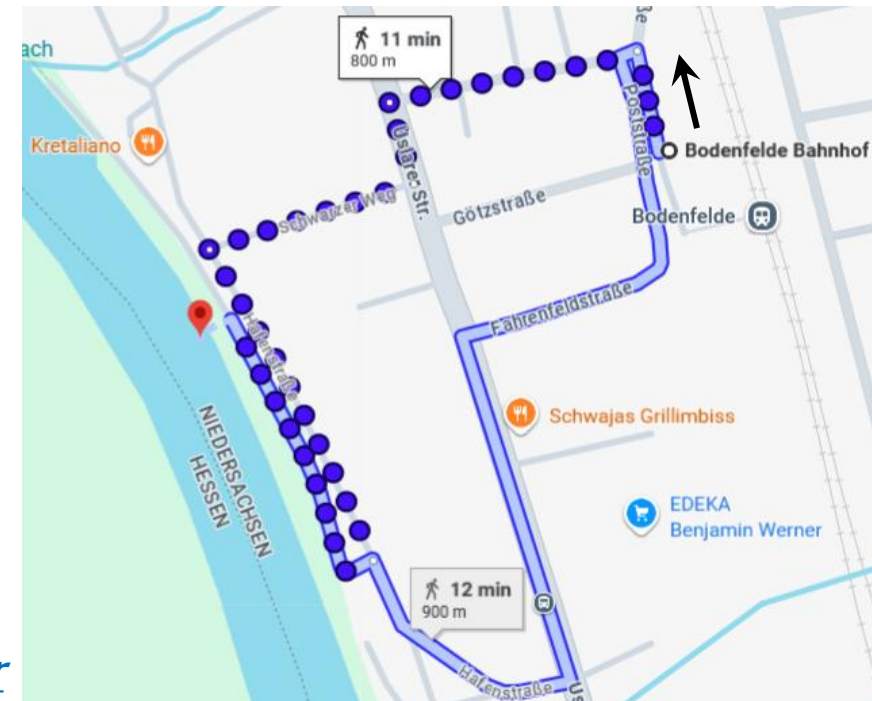 ach
11 min
800 m
Kretaliano
Poststraße
Bodenfelde Bahnhof
Uslarer Str.
Schwarzer Weg
Götzstraße
Bodenfelde
Fahrenfeldstraße
Hafenstraße
NIEDERSACHSEN
HESSEN
Schwajas Grillimbiss
EDEKA
Benjamin Werner
12 min
900 m
Hafenstraße
Us
r